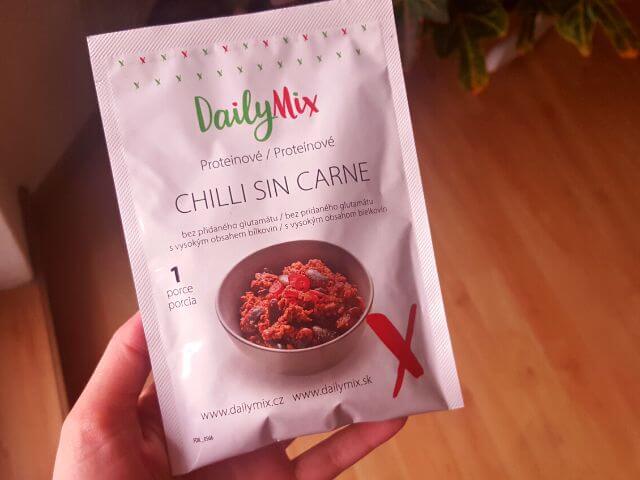 DailyMix
Proteinové / Proteínové
CHILLI SIN CARNE
bez přidaného glutamátu / bez pridaného glutamátu
s vysokým obsahem bílkovin / s vysokým obsahom bielkovín
1
porce
porcia
www.dailymix.cz www.dailymix.sk